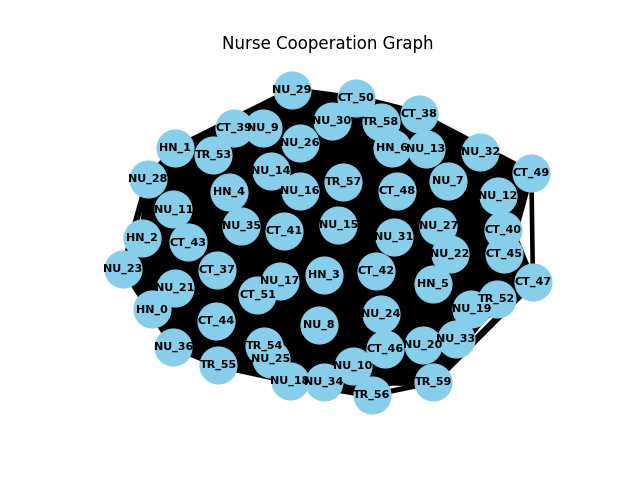 Nurse Cooperation Graph
NU_29
CT_50
CT_38
NU_30
TR_58
CT_39
NU_9
NU_26
HN_1
HN_6
NU_13
TR_53
NU_32
NU_14
CT_49
NU_28
TR_57
NU_7
HN_4
NU_16
CT_48
NU_12
NU_11
NU_35
NU_15
NU_27
CT_41
CT_40
HN_2
CT_43
NU_31
NU_22
CT_45
NU_23
CT_37
CT_42
HN_3
NU_17
CT_47
HN_5
NU_21
CT_51
TR_52
HN_0
NU_19
NU_24
CT_44
NU_8
NU_33
NU_36
TR_54
NU_20
CT_46
NU_25
TR_55
NU_10
NU_18
NU_34
TR_59
TR_56